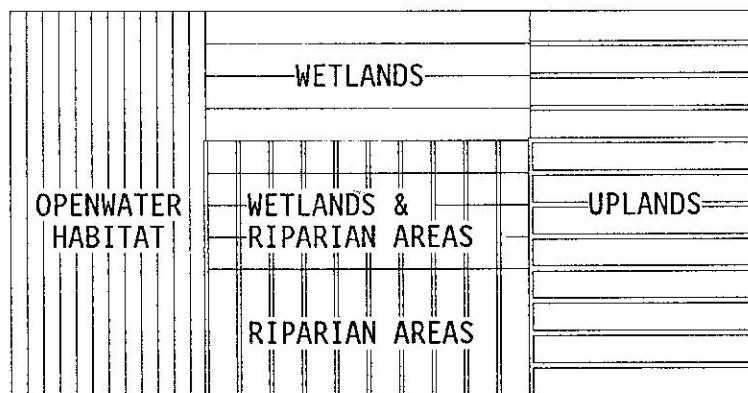 WETLANDS
OPENWATER
HABITAT
WETLANDS &
RIPARIAN AREAS
UPLANDS
RIPARIAN AREAS